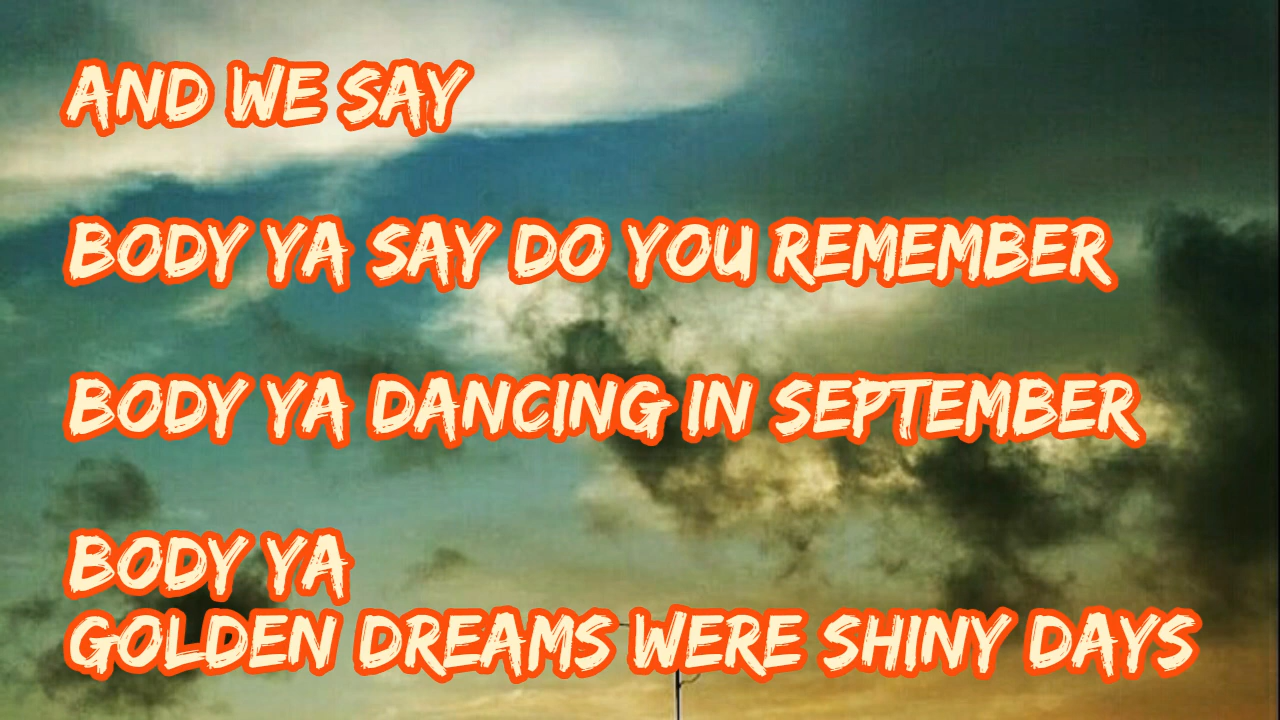 AND WE SAY
BODY YA SAY DO YOU REMEMBER
BODY YA DANCING IN SEPTEMBER
BODY YA
GOLDEN DREAMS WERE SHINY DAYS